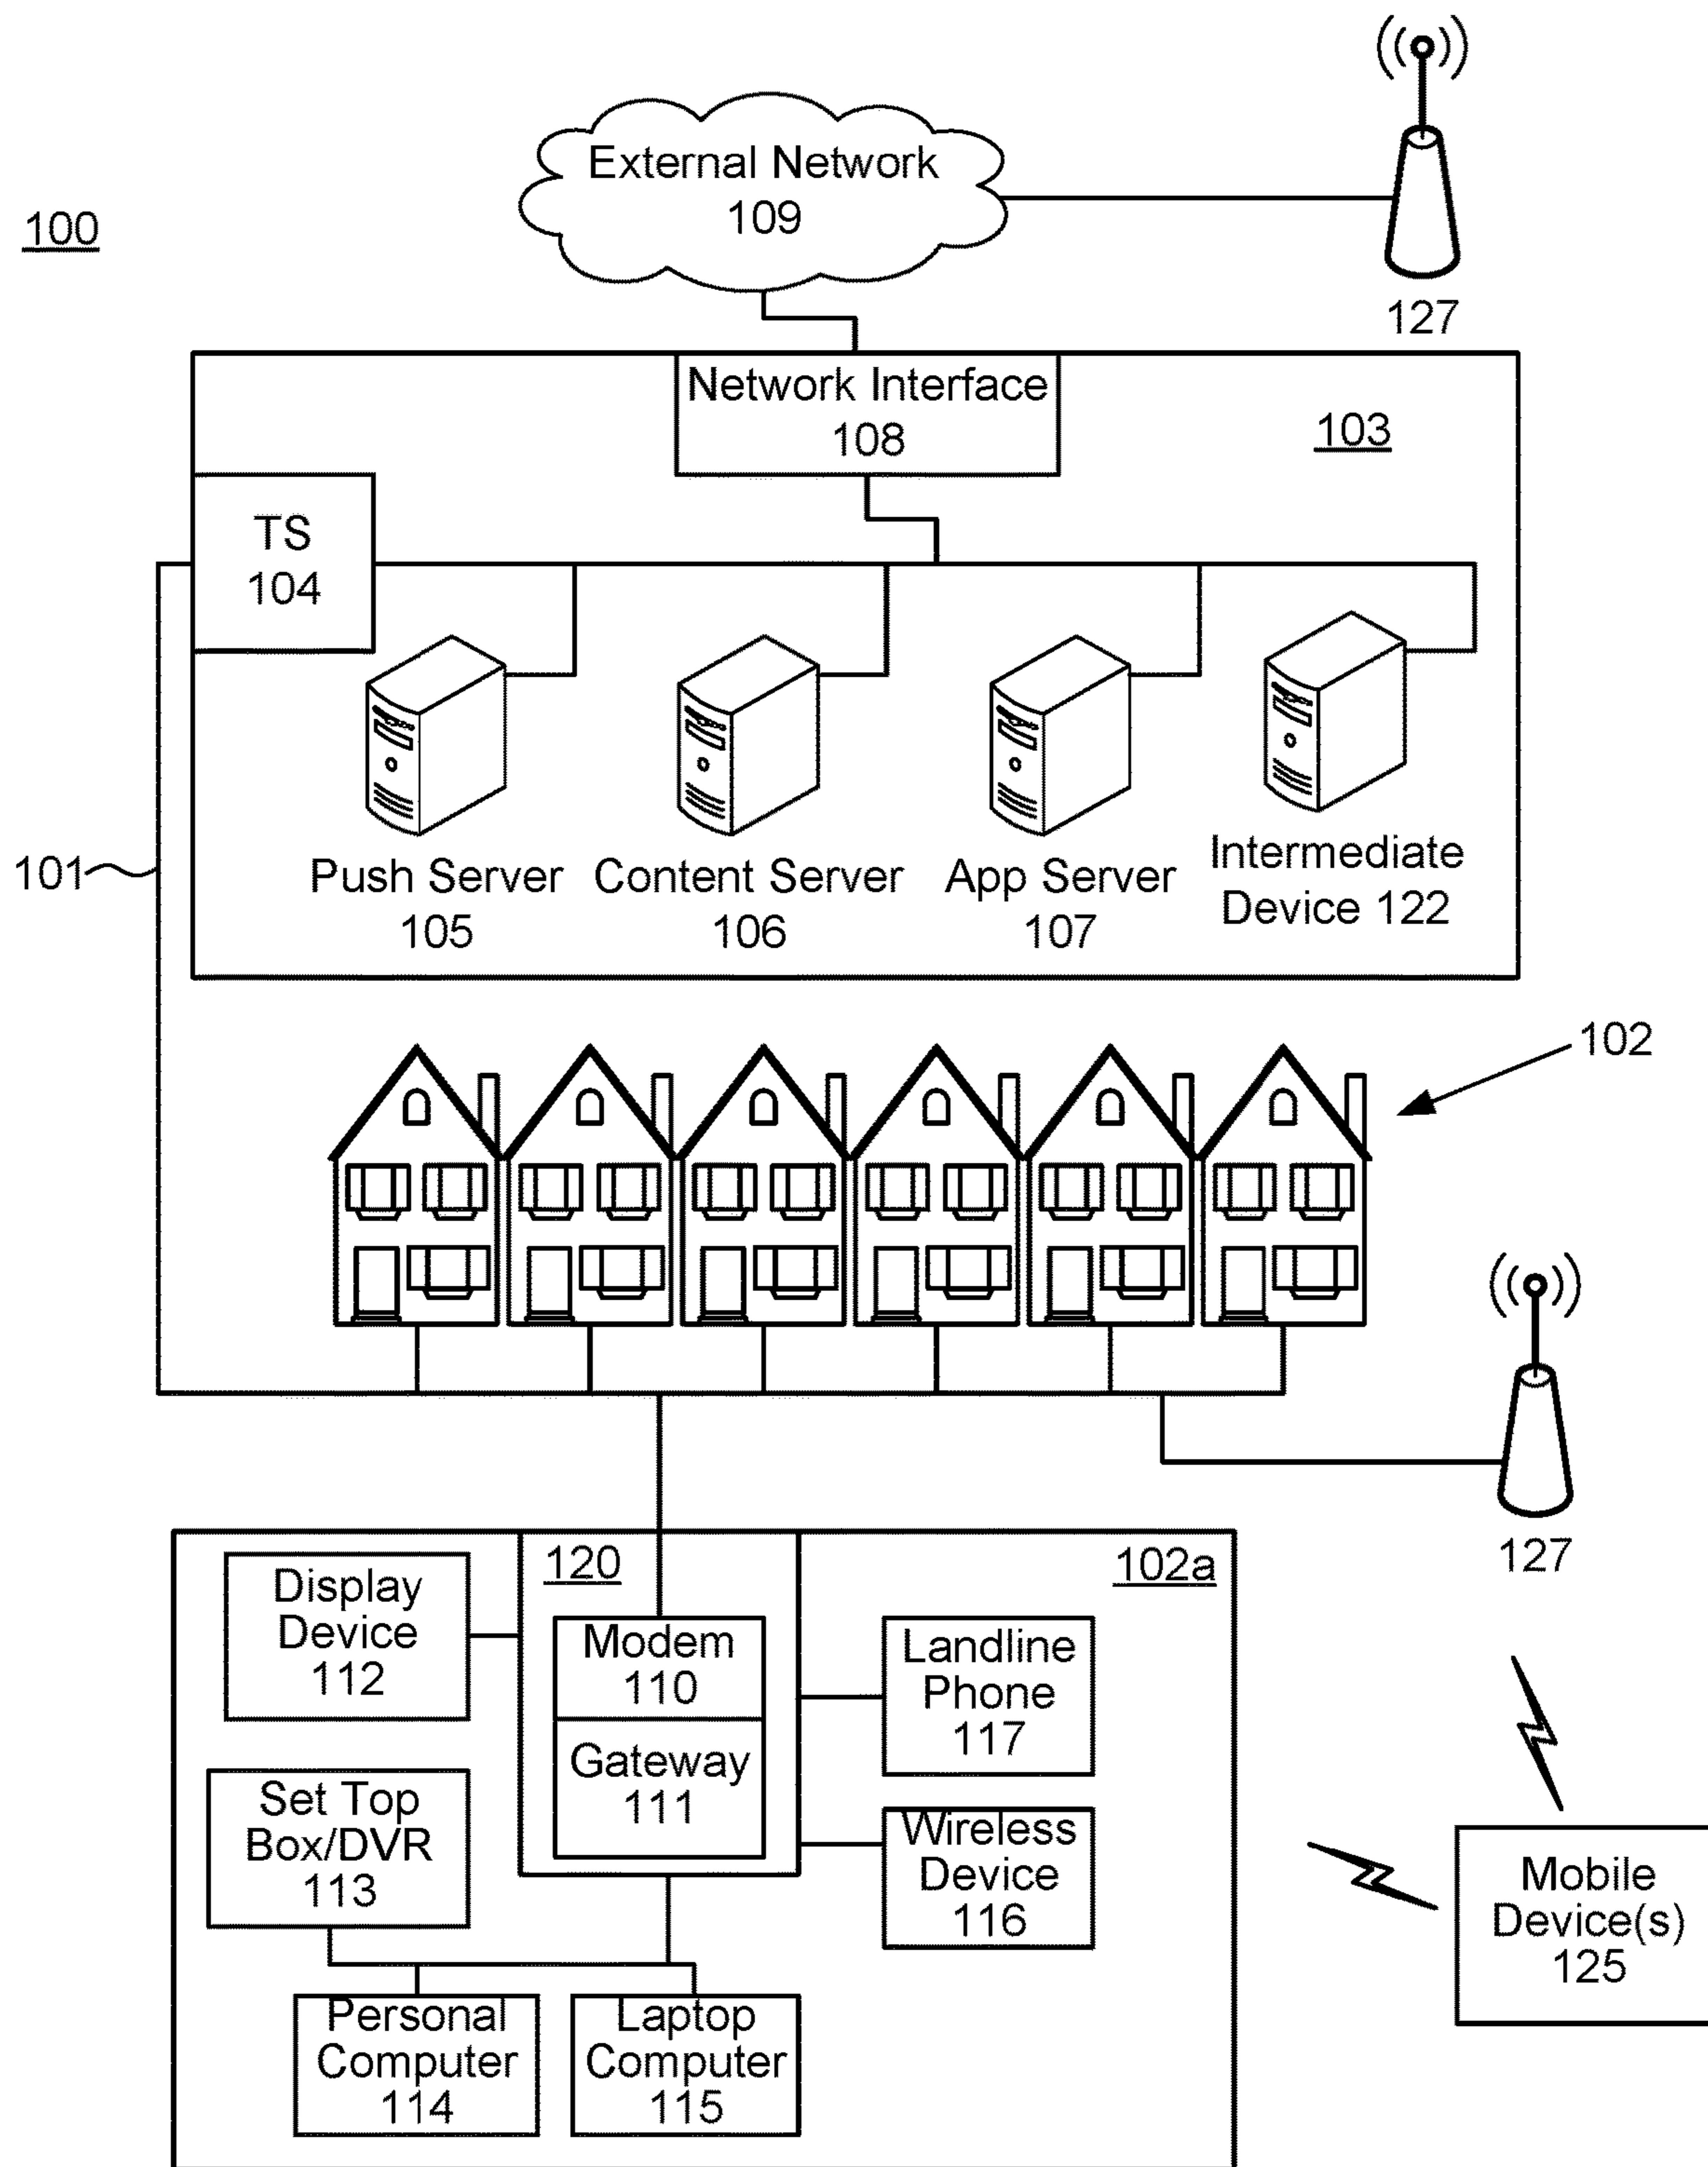 External Network
109
100
127
Network Interface
108
103
TS
104
101
Push Server
105
Content Server
106
App Server
107
Intermediate
Device 122
102
127
120
102a
Display
Device
112
Modem
110
Landline
Phone
117
Gateway
111
Set Top
Box/DVR
113
Wireless
Device
116
Mobile
Device(s)
125
Personal
Computer
114
Laptop
Computer
115